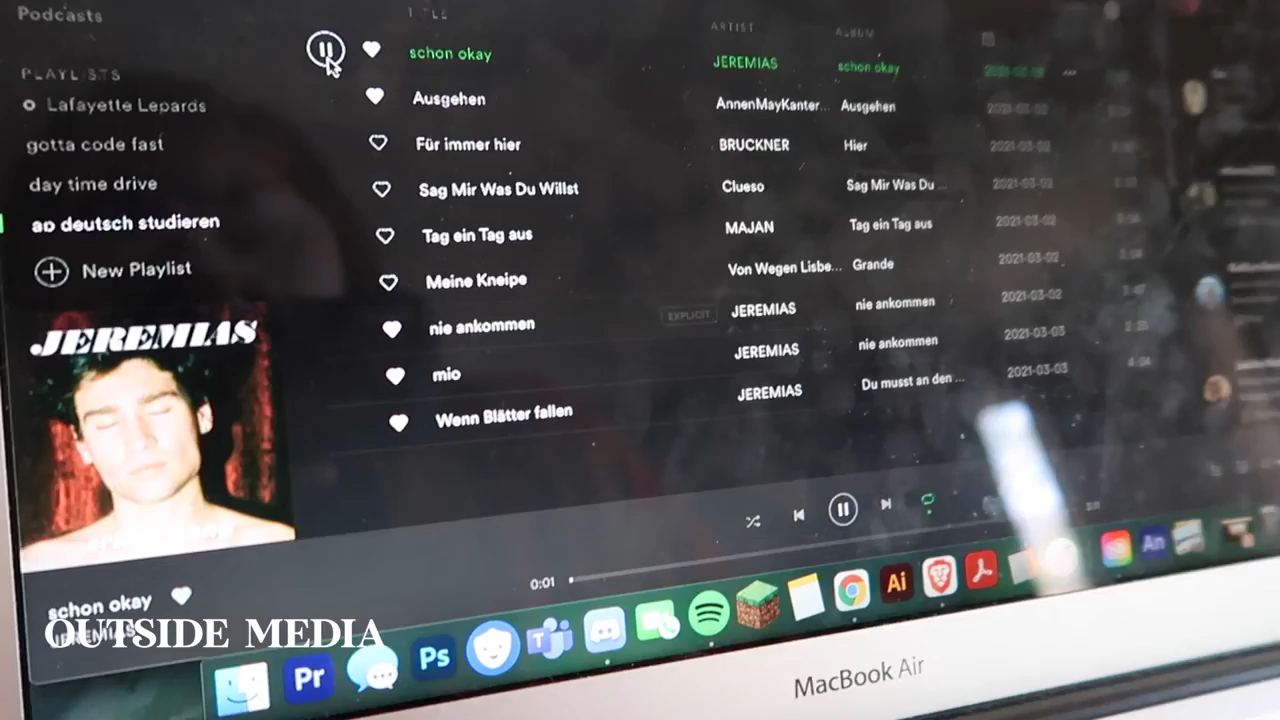 Podcasts
PLAYLISTS
Lafayette Lepards
gotta code fast
day time drive
ap deutsch studieren
New Playlist
TITLE ARTIST ALBUM
schon okay JEREMIAS schon okay
Ausgehen AnnenMayKanter... Ausgehen 2021-03-02
Für immer hier BRUCKNER Hier 2021-03-02
Sag Mir Was Du Willst Clueso Sag Mir Was Du ... 2021-03-02
Tag ein Tag aus MAJAN Tag ein Tag aus 2021-03-02
Meine Kneipe Von Wegen Lisbe... Grande 2021-03-02
nie ankommen EXPLICIT JEREMIAS nie ankommen 2021-03-02
mio JEREMIAS nie ankommen 2021-03-03
Wenn Blätter fallen JEREMIAS Du musst an den ... 2021-03-03
JEREMIAS
schon okay
0:01
OUTSIDE MEDIA
Pr Ps Ai An
MacBook Air